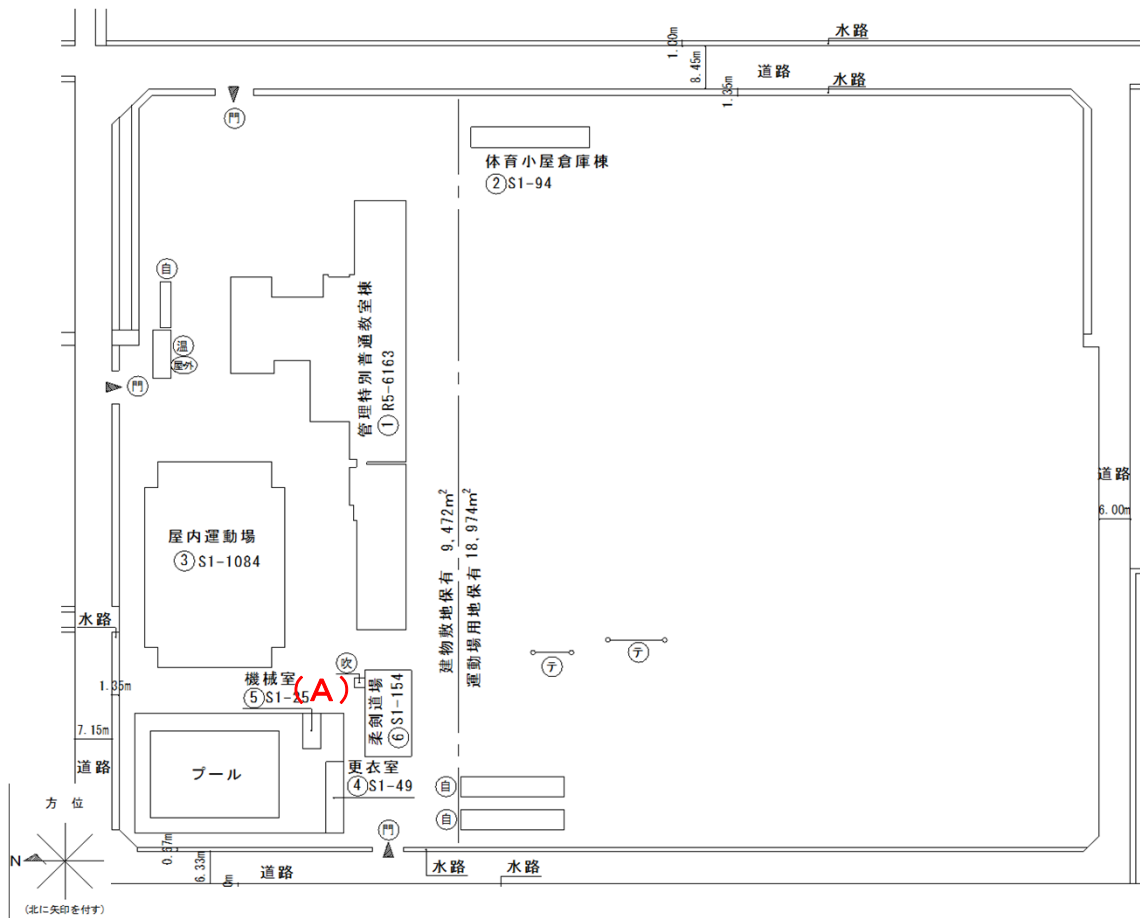 水路
1.00m
8.45m
道路
水路
1.35m
門
体育小屋倉庫棟
②S1-94
自
温
屋外
門
管理特別普通教室棟
①R5-6163
屋内運動場
③S1-1084
建物敷地保有 9,472m²
運動場用地保有 18,974m²
道路
6.00m
水路
1.35m
7.15m
道路
吹
機械室
⑤S1-25
(A)
柔剣道場
⑥S1-154
テ
テ
プール
更衣室
④S1-49
自
自
門
方 位
N
(北に矢印を付す)
0.67m
6.33m
0m
道路
水路
水路